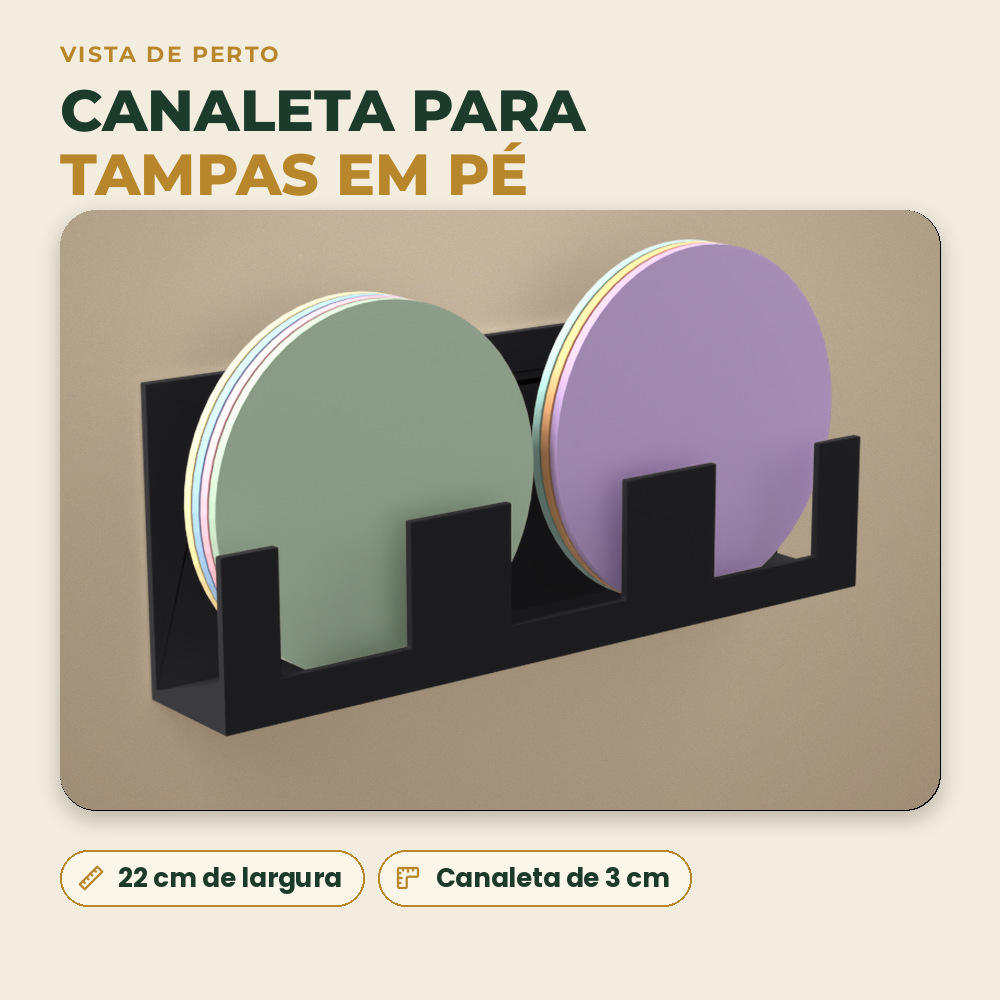 VISTA DE PERTO
CANALETA PARA
TAMPAS EM PÉ
22 cm de largura
Canaleta de 3 cm